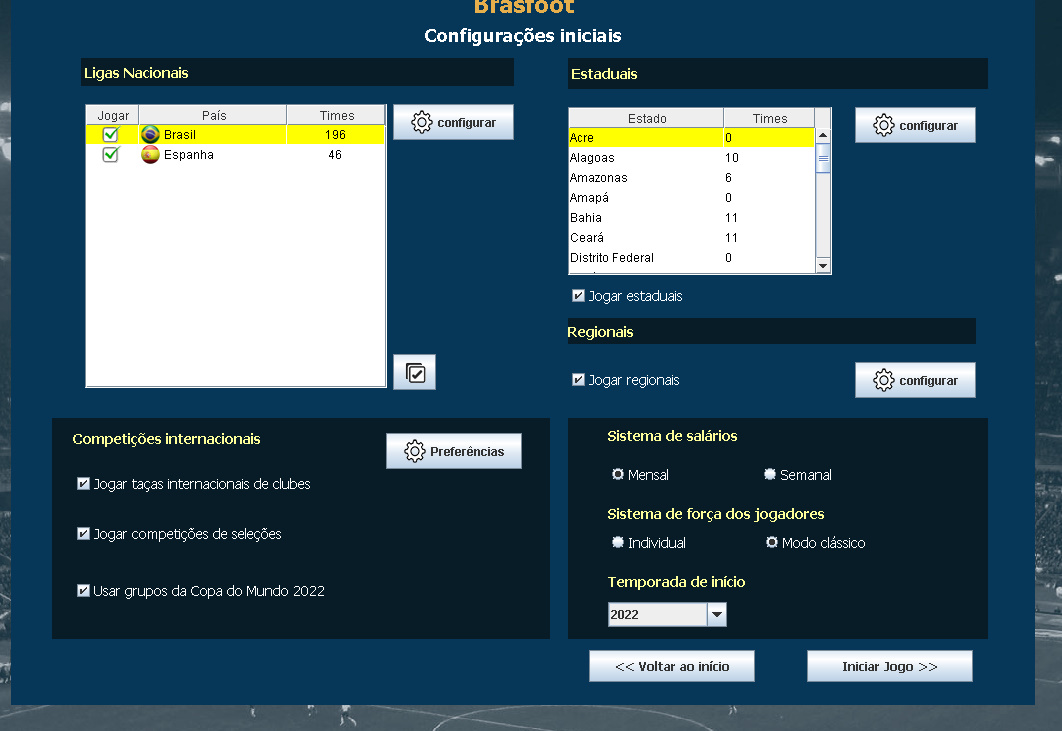 Brasfoot
Configurações iniciais
Ligas Nacionais
Jogar País Times
Brasil 196
Espanha 46
configurar
Estaduais
Estado Times
Acre 0
Alagoas 10
Amazonas 6
Amapá 0
Bahia 11
Ceará 11
Distrito Federal 0
configurar
Jogar estaduais
Regionais
Jogar regionais
configurar
Competições internacionais
Preferências
Jogar taças internacionais de clubes
Jogar competições de seleções
Usar grupos da Copa do Mundo 2022
Sistema de salários
Mensal Semanal
Sistema de força dos jogadores
Individual Modo clássico
Temporada de início
2022
<< Voltar ao início Iniciar Jogo >>